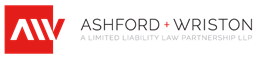 AW
ASHFORD + WRISTON
A LIMITED LIABILITY LAW PARTNERSHIP LLP